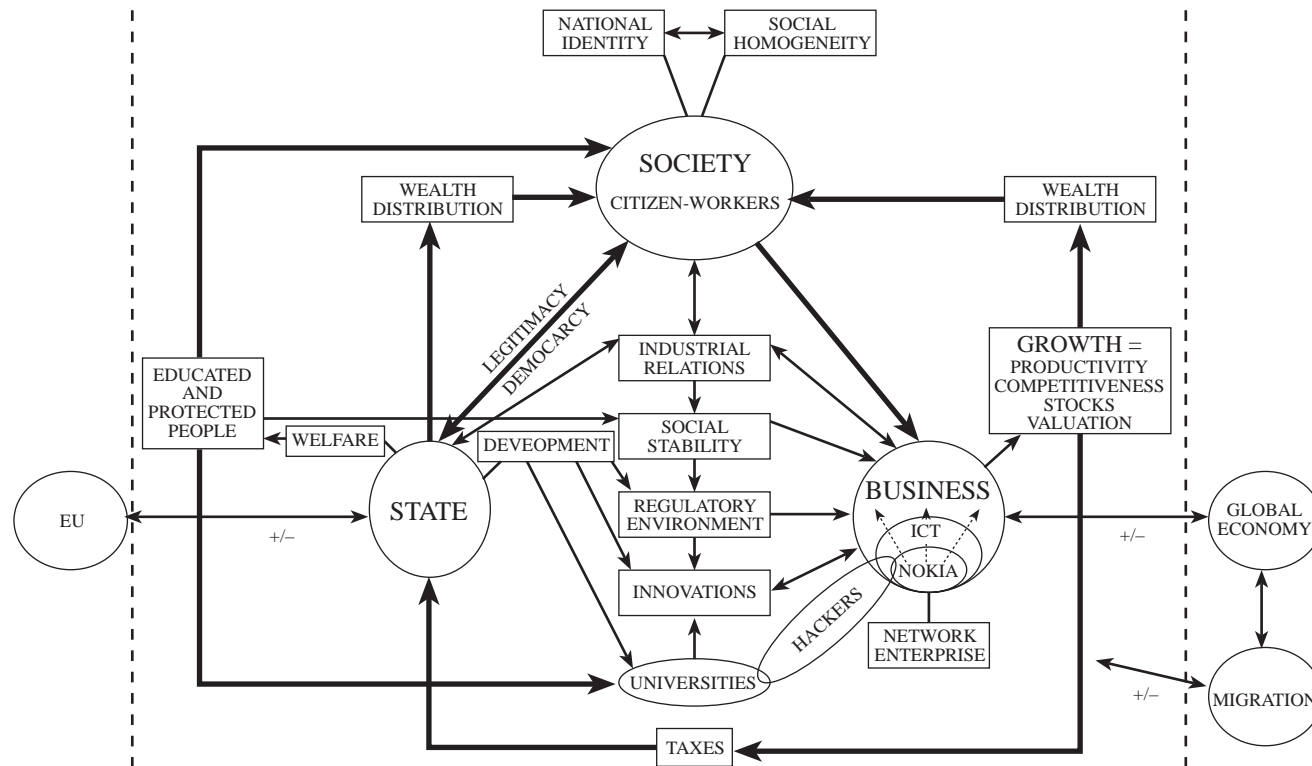 NATIONAL
IDENTITY
SOCIAL
HOMOGENEITY
SOCIETY
CITIZEN-WORKERS
WEALTH
DISTRIBUTION
WEALTH
DISTRIBUTION
LEGITIMACY
DEMOCARCY
INDUSTRIAL
RELATIONS
GROWTH =
PRODUCTIVITY
COMPETITIVENESS
STOCKS
VALUATION
EDUCATED
AND
PROTECTED
PEOPLE
WELFARE
DEVEOPMENT
SOCIAL
STABILITY
EU
+/–
STATE
REGULATORY
ENVIRONMENT
BUSINESS
ICT
NOKIA
+/–
GLOBAL
ECONOMY
INNOVATIONS
HACKERS
NETWORK
ENTERPRISE
UNIVERSITIES
+/–
MIGRATION
TAXES